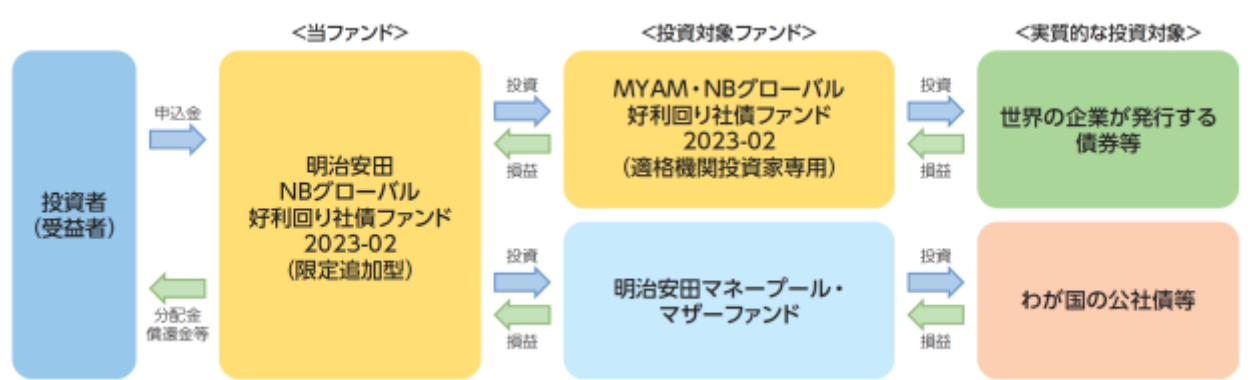 <当ファンド>
<投資対象ファンド>
<実質的な投資対象>
投資者
(受益者)
申込金
分配金
償還金等
明治安田
NBグローバル
好利回り社債ファンド
2023-02
(限定追加型)
投資
損益
MYAM・NBグローバル
好利回り社債ファンド
2023-02
(適格機関投資家専用)
投資
損益
世界の企業が発行する
債券等
投資
損益
明治安田マネープール・
マザーファンド
投資
損益
わが国の公社債等